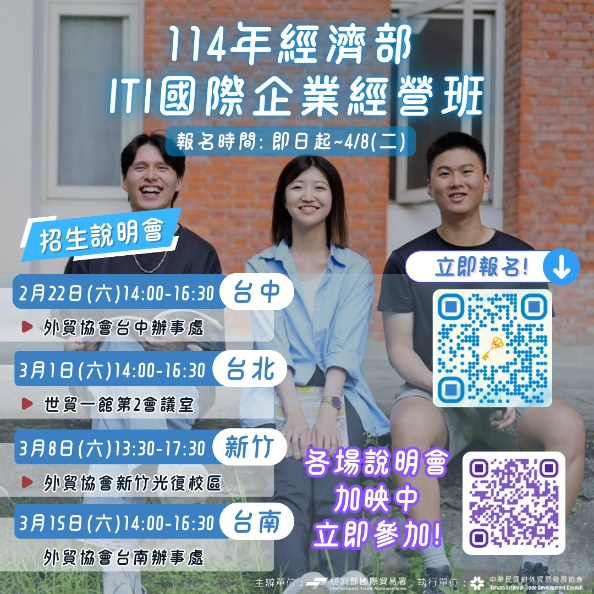 114年經濟部
ITI國際企業經營班
報名時間: 即日起~4/8(二)
招生說明會
2月22日(六)14:00-16:30 台中
外貿協會台中辦事處
3月1日(六)14:00-16:30 台北
世貿一館第2會議室
3月8日(六)13:30-17:30 新竹
外貿協會新竹光復校區
3月15日(六)14:00-16:30 台南
外貿協會台南辦事處
立即報名!
各場說明會
加映中
立即參加!
主辦單位: 經濟部國際貿易署
International Trade Administration
執行單位: 中華民國對外貿易發展協會
Taiwan External Trade Development Council